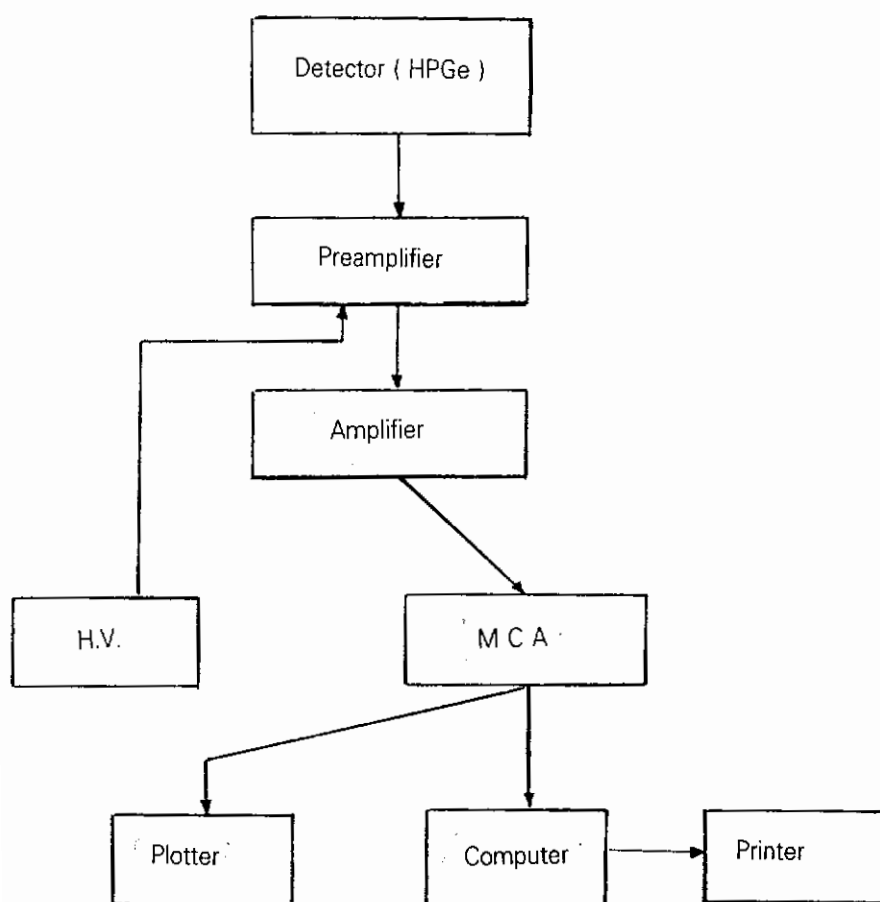 Detector ( HPGe )
Preamplifier
Amplifier
H.V.
M C A
Plotter
Computer
Printer